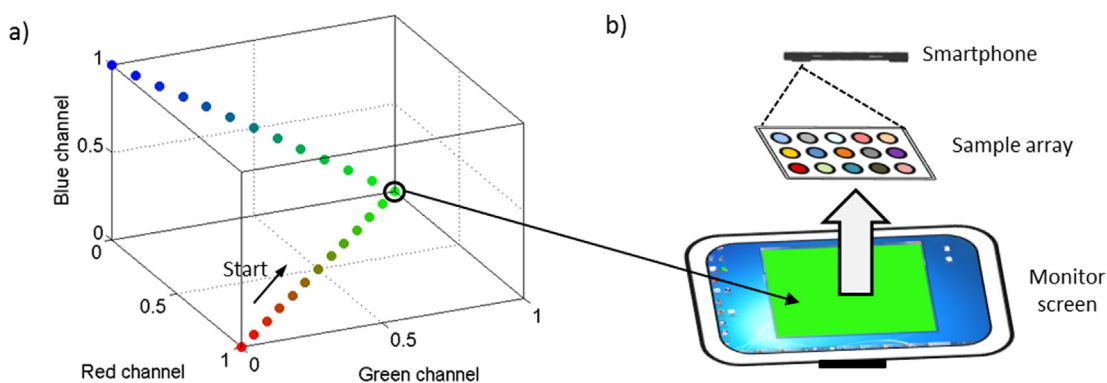 a)
1
Blue channel
0.5
0
0
Start
0.5
1
0
0.5
1
Red channel
Green channel
b)
Smartphone
Sample array
Monitor
screen